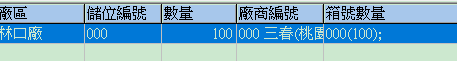 廠區 儲位編號 數量 廠商編號 箱號數量
林口廠 000 100 000 三春(桃園 000(100);